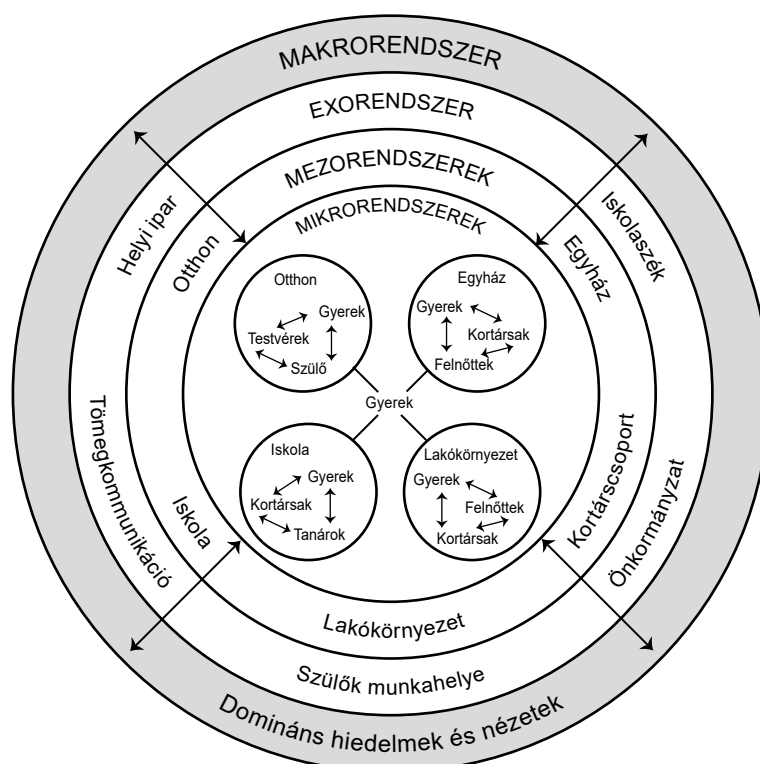 MAKRORENDSZER
EXORENDSZER
MEZORENDSZEREK
MIKRORENDSZEREK
Helyi ipar
Otthon
Egyház
Iskolaszék
Otthon
Gyerek
Testvérek
Szülő
Egyház
Gyerek
Kortársak
Felnőttek
Gyerek
Iskola
Gyerek
Kortársak
Tanárok
Lakókörnyezet
Gyerek
Felnőttek
Kortársak
Tömegkommunikáció
Iskola
Kortárscsoport
Önkormányzat
Lakókörnyezet
Szülők munkahelye
Domináns hiedelmek és nézetek